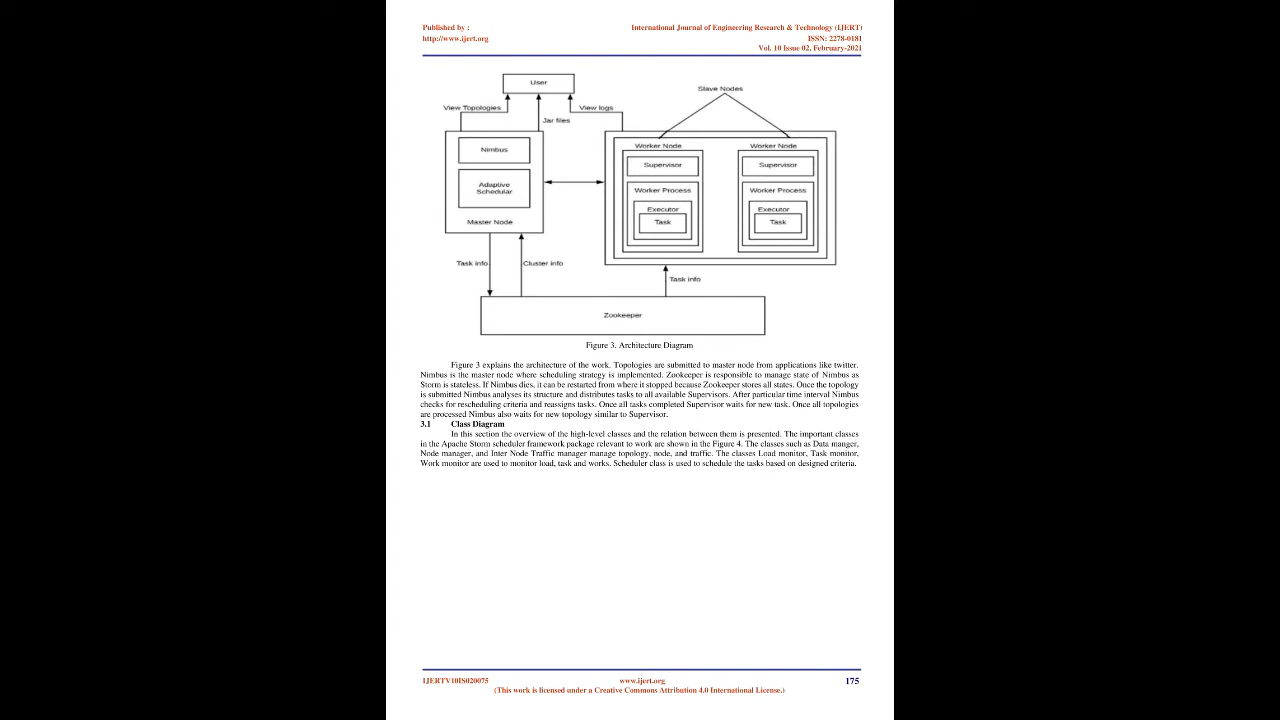 Published by :
International Journal of Engineering Research & Technology (IJERT)
http://www.ijert.org
ISSN: 2278-0181
Vol. 10 Issue 02, February-2021
User
Slave Nodes
View Topologies
View logs
Jar files
Nimbus
Adaptive
Schedular
Master Node
Worker Node
Supervisor
Worker Process
Executor
Task
Worker Node
Supervisor
Worker Process
Executor
Task
Task info
Cluster info
Task info
Zookeeper
Figure 3. Architecture Diagram
Figure 3 explains the architecture of the work. Topologies are submitted to master node from applications like twitter.
Nimbus is the master node where scheduling strategy is implemented. Zookeeper is responsible to manage state of Nimbus as
Storm is stateless. If Nimbus dies, it can be restarted from where it stopped because Zookeeper stores all states. Once the topology
is submitted Nimbus analyses its structure and distributes tasks to all available Supervisors. After particular time interval Nimbus
checks for rescheduling criteria and reassigns tasks. Once all tasks completed Supervisor waits for new task. Once all topologies
are processed Nimbus also waits for new topology similar to Supervisor.
3.1 Class Diagram
In this section the overview of the high-level classes and the relation between them is presented. The important classes
in the Apache Storm scheduler framework package relevant to work are shown in the Figure 4. The classes such as Data manger,
Node manager, and Inter Node Traffic manager manage topology, node, and traffic. The classes Load monitor, Task monitor,
Work monitor are used to monitor load, task and works. Scheduler class is used to schedule the tasks based on designed criteria.
IJERTV10IS020075
www.ijert.org
175
(This work is licensed under a Creative Commons Attribution 4.0 International License.)